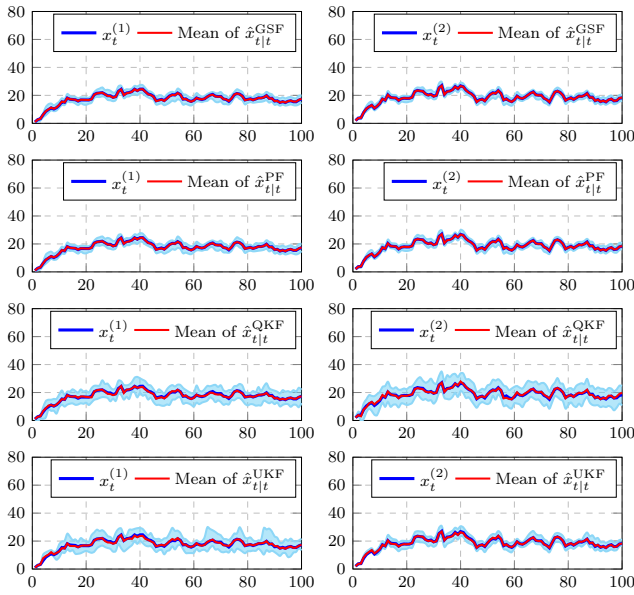 80
60
40
20
0
0 20 40 60 80 100
x_t^{(1)} Mean of \hat{x}_{t|t}^{GSF}
80
60
40
20
0
0 20 40 60 80 100
x_t^{(2)} Mean of \hat{x}_{t|t}^{GSF}
80
60
40
20
0
0 20 40 60 80 100
x_t^{(1)} Mean of \hat{x}_{t|t}^{PF}
80
60
40
20
0
0 20 40 60 80 100
x_t^{(2)} Mean of \hat{x}_{t|t}^{PF}
80
60
40
20
0
0 20 40 60 80 100
x_t^{(1)} Mean of \hat{x}_{t|t}^{QKF}
80
60
40
20
0
0 20 40 60 80 100
x_t^{(2)} Mean of \hat{x}_{t|t}^{QKF}
80
60
40
20
0
0 20 40 60 80 100
x_t^{(1)} Mean of \hat{x}_{t|t}^{UKF}
80
60
40
20
0
0 20 40 60 80 100
x_t^{(2)} Mean of \hat{x}_{t|t}^{UKF}